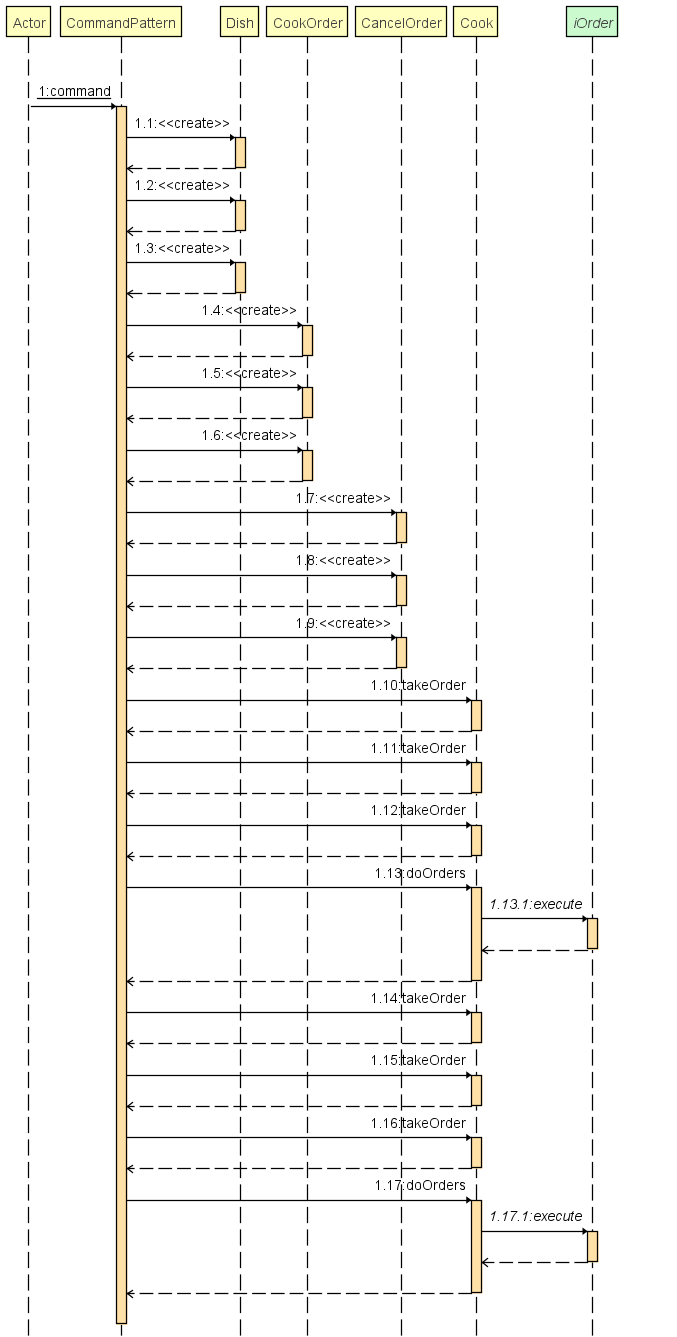 Actor CommandPattern Dish CookOrder CancelOrder Cook iOrder
1:command
1.1:<<create>>
1.2:<<create>>
1.3:<<create>>
1.4:<<create>>
1.5:<<create>>
1.6:<<create>>
1.7:<<create>>
1.8:<<create>>
1.9:<<create>>
1.10:takeOrder
1.11:takeOrder
1.12:takeOrder
1.13:doOrders
1.13.1:execute
1.14:takeOrder
1.15:takeOrder
1.16:takeOrder
1.17:doOrders
1.17.1:execute